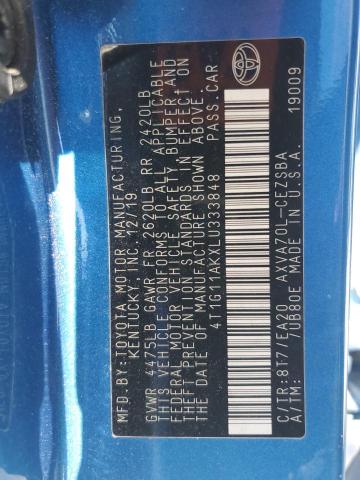 MFD.BY:TOYOTA MOTOR MANUFACTURING,
KENTUCKY, INC. 12/19
GVWR 4475LB GAWR FR 2620LB RR 2420LB
THIS VEHICLE CONFORMS TO ALL APPLICABLE
FEDERAL MOTOR VEHICLE SAFETY, BUMPER, AND
THEFT PREVENTION STANDARDS IN EFFECT ON
THE DATE OF MANUFACTURE SHOWN ABOVE.
4T1G11AKXLU333848 PASS.CAR
C/TR:8T7/EA20 AXVA70L-CEZSBA
A/TM: /UB80E MADE IN U.S.A. 19009